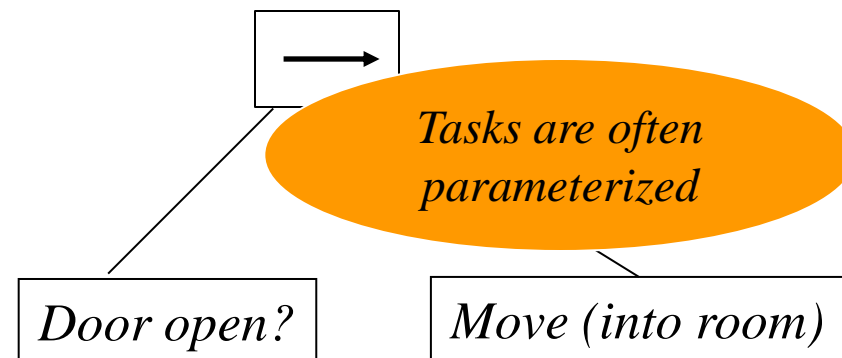 Tasks are often
parameterized
Door open?
Move (into room)